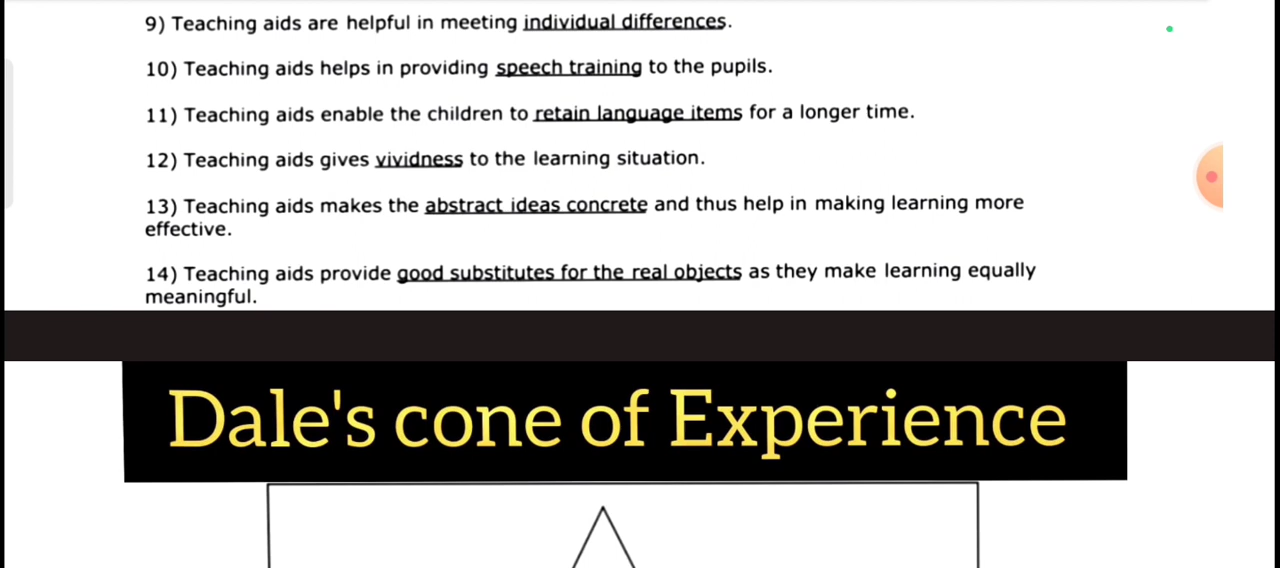 9) Teaching aids are helpful in meeting individual differences.
10) Teaching aids helps in providing speech training to the pupils.
11) Teaching aids enable the children to retain language items for a longer time.
12) Teaching aids gives vividness to the learning situation.
13) Teaching aids makes the abstract ideas concrete and thus help in making learning more
effective.
14) Teaching aids provide good substitutes for the real objects as they make learning equally
meaningful.
Dale's cone of Experience